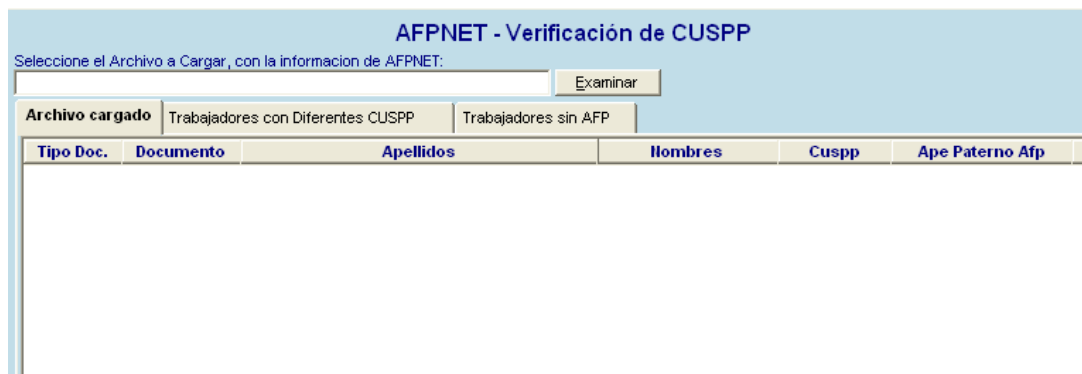 AFPNET - Verificación de CUSPP
Seleccione el Archivo a Cargar, con la informacion de AFPNET:
Examinar
Archivo cargado Trabajadores con Diferentes CUSPP Trabajadores sin AFP
Tipo Doc. Documento Apellidos Nombres Cuspp Ape Paterno Afp